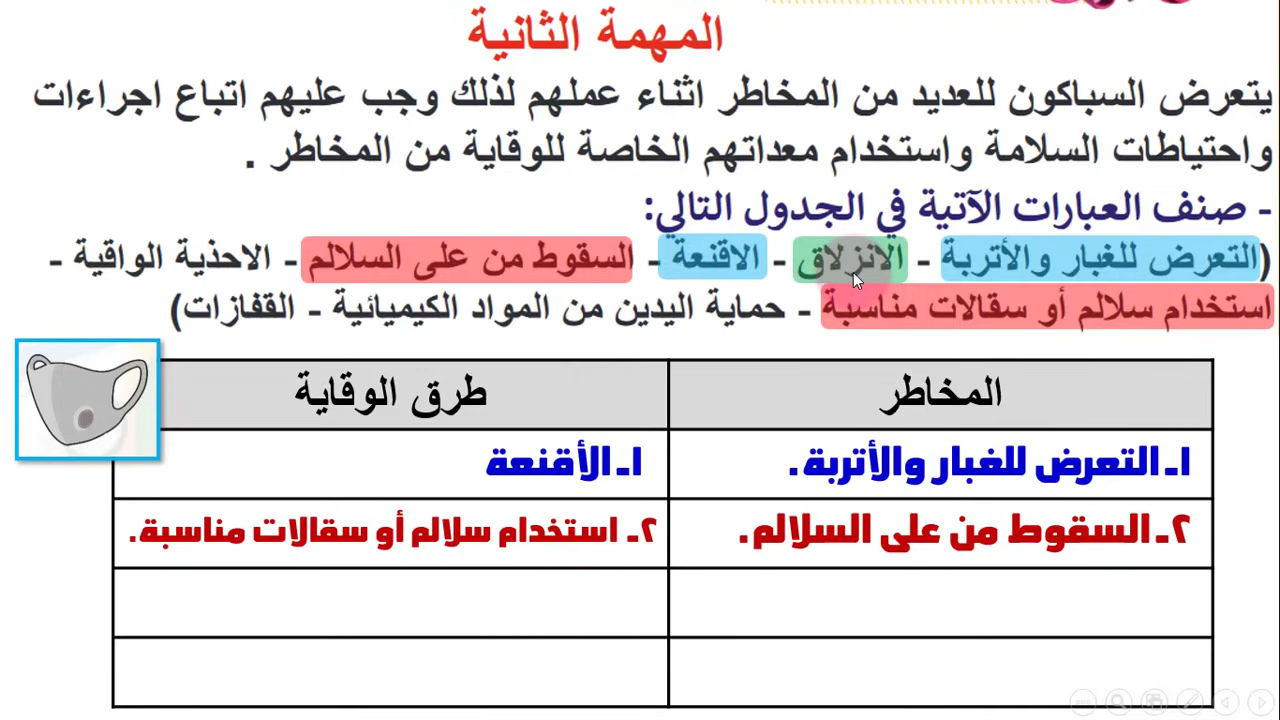 المهمة الثانية
يتعرض السباكون للعديد من المخاطر اثناء عملهم لذلك وجب عليهم اتباع اجراءات
واحتياطات السلامة واستخدام معداتهم الخاصة للوقاية من المخاطر .
- صنف العبارات الآتية في الجدول التالي:
(التعرض للغبار والأتربة - الانزلاق - الاقنعة - السقوط من على السلالم - الاحذية الواقية -
استخدام سلالم أو سقالات مناسبة - حماية اليدين من المواد الكيميائية - القفازات)
المخاطر
طرق الوقاية
١ـ التعرض للغبار والأتربة.
١ـ الأقنعة
٢ـ السقوط من على السلالم.
٢ـ استخدام سلالم أو سقالات مناسبة.